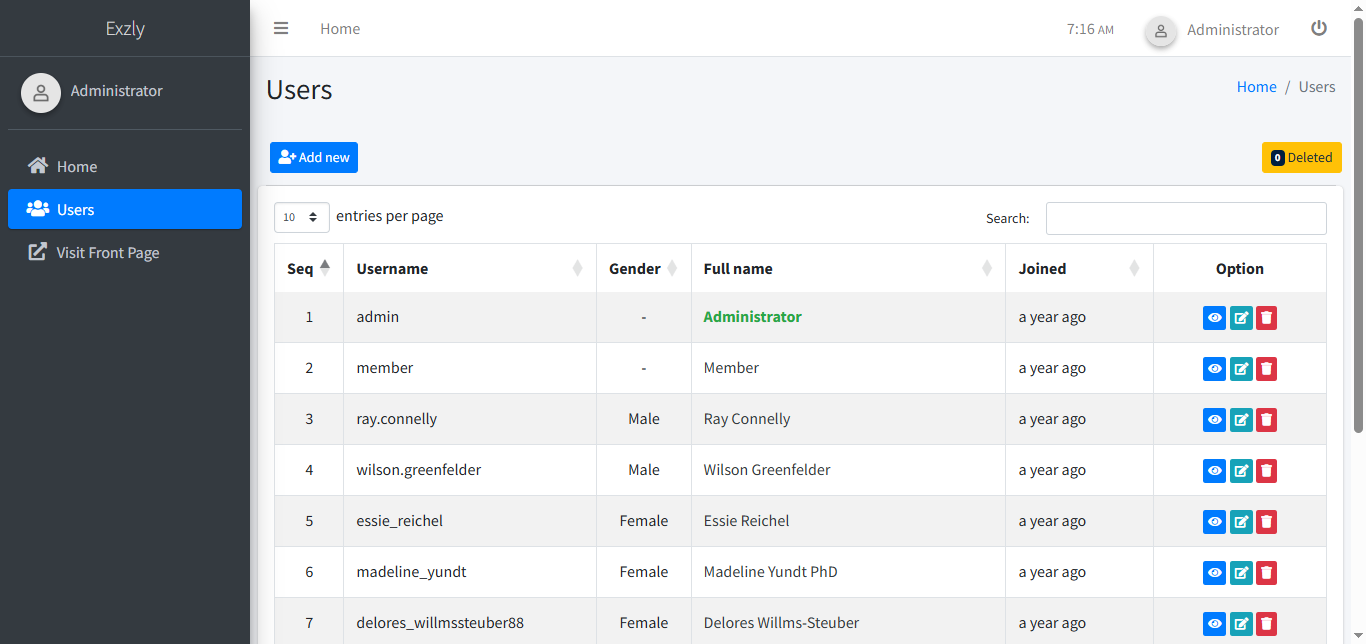 Exzly
Home
7:16 AM
Administrator
Administrator
Home
Users
Visit Front Page
Users
Home / Users
Add new
0 Deleted
10 entries per page
Search:
Seq Username Gender Full name Joined Option
1 admin - Administrator a year ago
2 member - Member a year ago
3 ray.connelly Male Ray Connelly a year ago
4 wilson.greenfelder Male Wilson Greenfelder a year ago
5 essie_reichel Female Essie Reichel a year ago
6 madeline_yundt Female Madeline Yundt PhD a year ago
7 delores_willmssteuber88 Female Delores Willms-Steuber a year ago